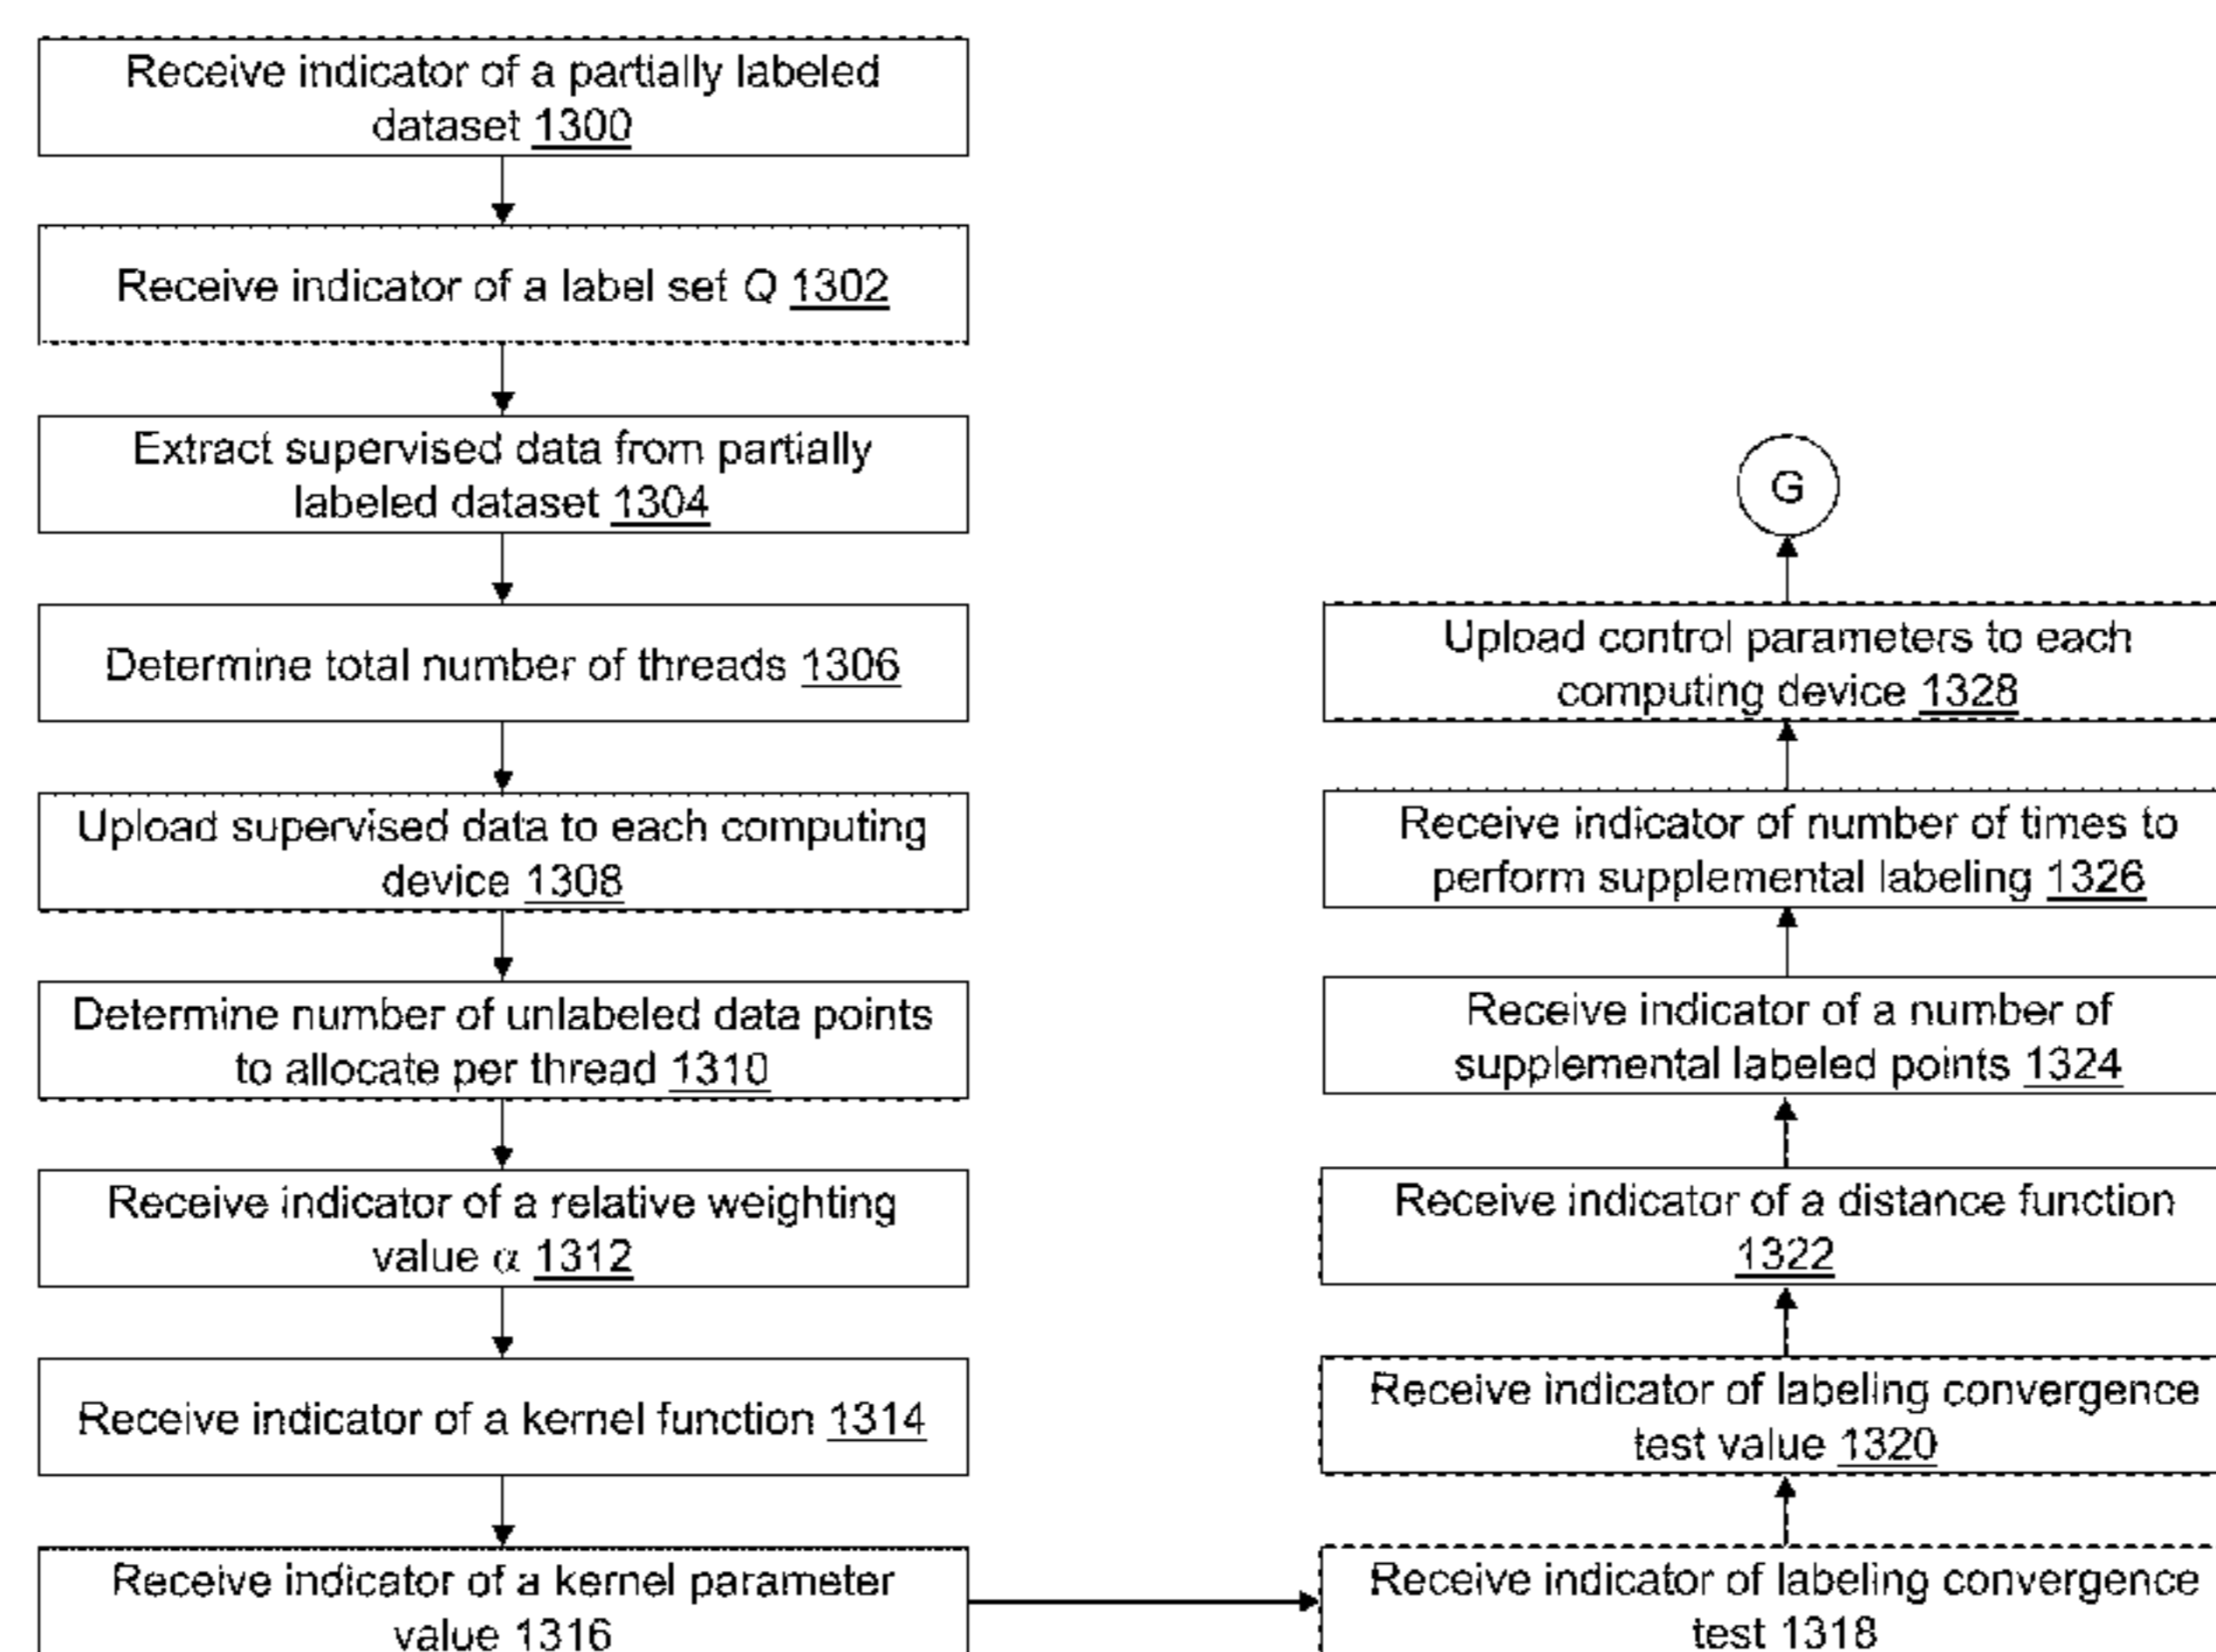 Receive indicator of a partially labeled
dataset 1300
Receive indicator of a label set Q 1302
Extract supervised data from partially
labeled dataset 1304
Determine total number of threads 1306
Upload supervised data to each computing
device 1308
Determine number of unlabeled data points
to allocate per thread 1310
Receive indicator of a relative weighting
value α 1312
Receive indicator of a kernel function 1314
Receive indicator of a kernel parameter
value 1316
Receive indicator of labeling convergence
test 1318
Receive indicator of labeling convergence
test value 1320
Receive indicator of a distance function
1322
Receive indicator of a number of
supplemental labeled points 1324
Receive indicator of number of times to
perform supplemental labeling 1326
Upload control parameters to each
computing device 1328
G